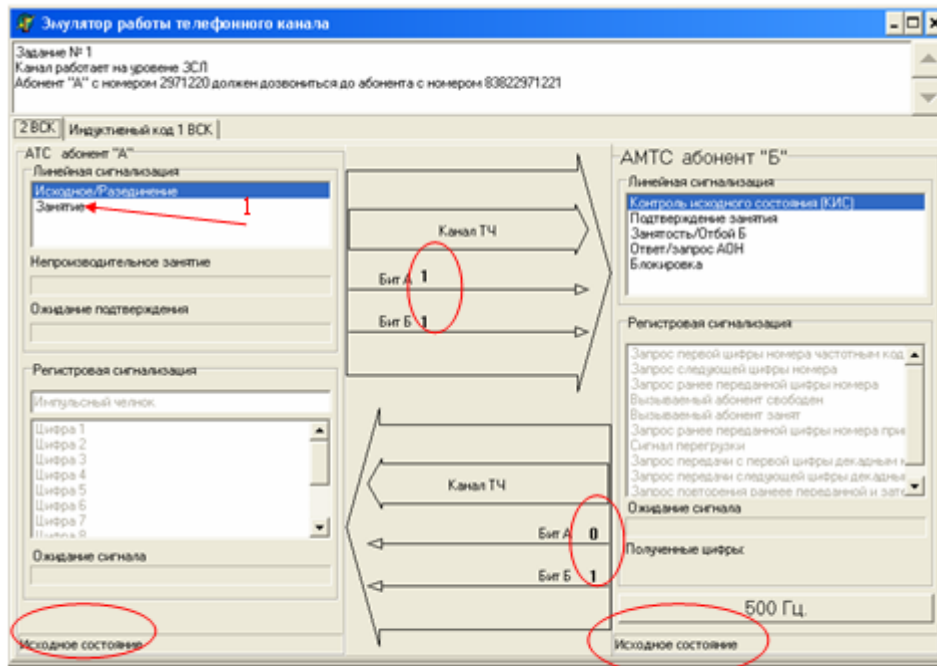 Эмулятор работы телефонного канала
Задание № 1
Канал работает на уровене ЗСЛ
Абонент "А" с номером 2971220 должен дозвониться до абонента с номером 83822971221
2 ВСК Индуктивный код 1 ВСК
АТС абонент "А"
Линейная сигнализация
Исходное/Разединение
Занятие
1
Непроизводительное занятие
Ожидание подтверждения
Регистровая сигнализация
Импульсный челнок
Цифра 1
Цифра 2
Цифра 3
Цифра 4
Цифра 5
Цифра 6
Цифра 7
Цифра 8
Ожидание сигнала
Исходное состояние
Канал ТЧ
Бит А 1
Бит Б 1
Канал ТЧ
Бит А 0
Бит Б 1
АМТС абонент "Б"
Линейная сигнализация
Контроль исходного состояния (КИС)
Подтверждение занятия
Занятость/Отбой Б
Ответ/запрос АОН
Блокировка
Регистровая сигнализация
Запрос первой цифры номера частотным код
Запрос следующей цифры номера
Запрос ранее переданной цифры номера
Вызываемый абонент свободен
Вызываемый абонент занят
Запрос ранее переданной цифры номера при
Сигнал перегрузки
Запрос передачи с первой цифры декадным к
Запрос передачи следующей цифры декадным
Запрос повторения ранеее переданной и зате
Ожидание сигнала
Полученные цифры:
500 Гц.
Исходное состояние